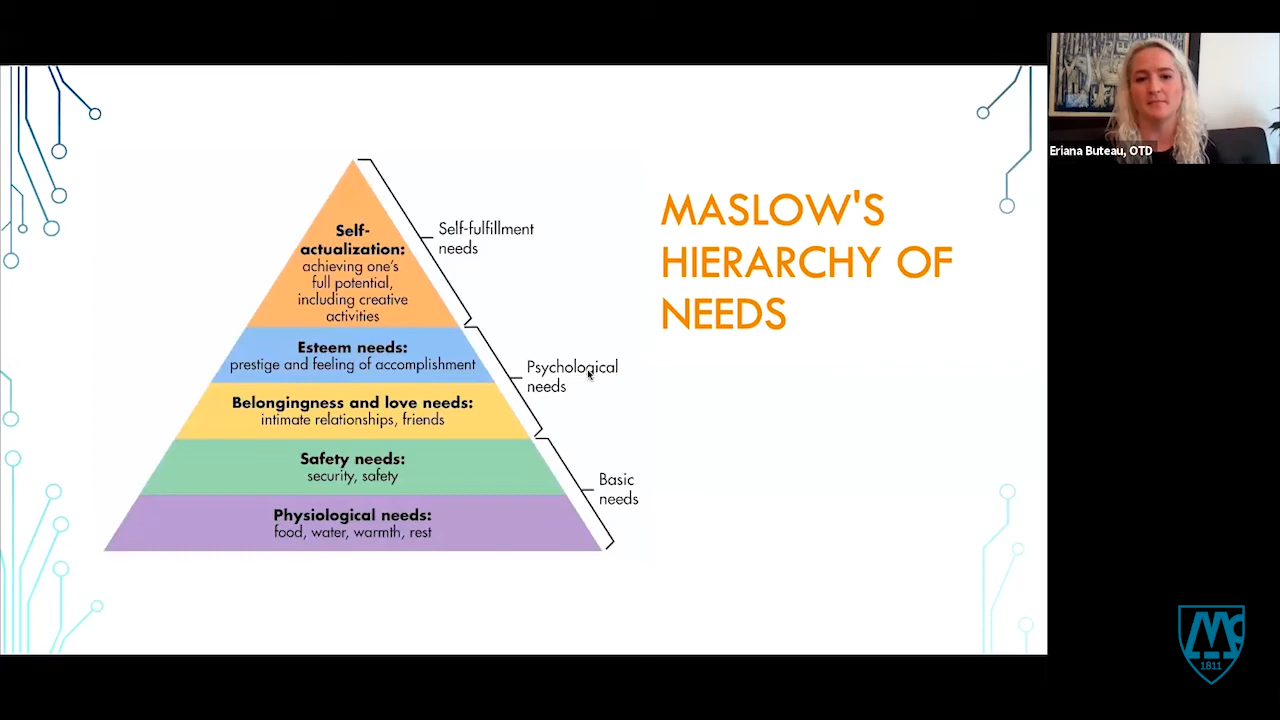 Self-
actualization:
achieving one's
full potential,
including creative
activities
Self-fulfillment
needs
Esteem needs:
prestige and feeling of accomplishment
Psychological
needs
Belongingness and love needs:
intimate relationships, friends
Safety needs:
security, safety
Basic
needs
Physiological needs:
food, water, warmth, rest
MASLOW'S
HIERARCHY OF
NEEDS
Eriana Buteau, OTD
Mc
1811